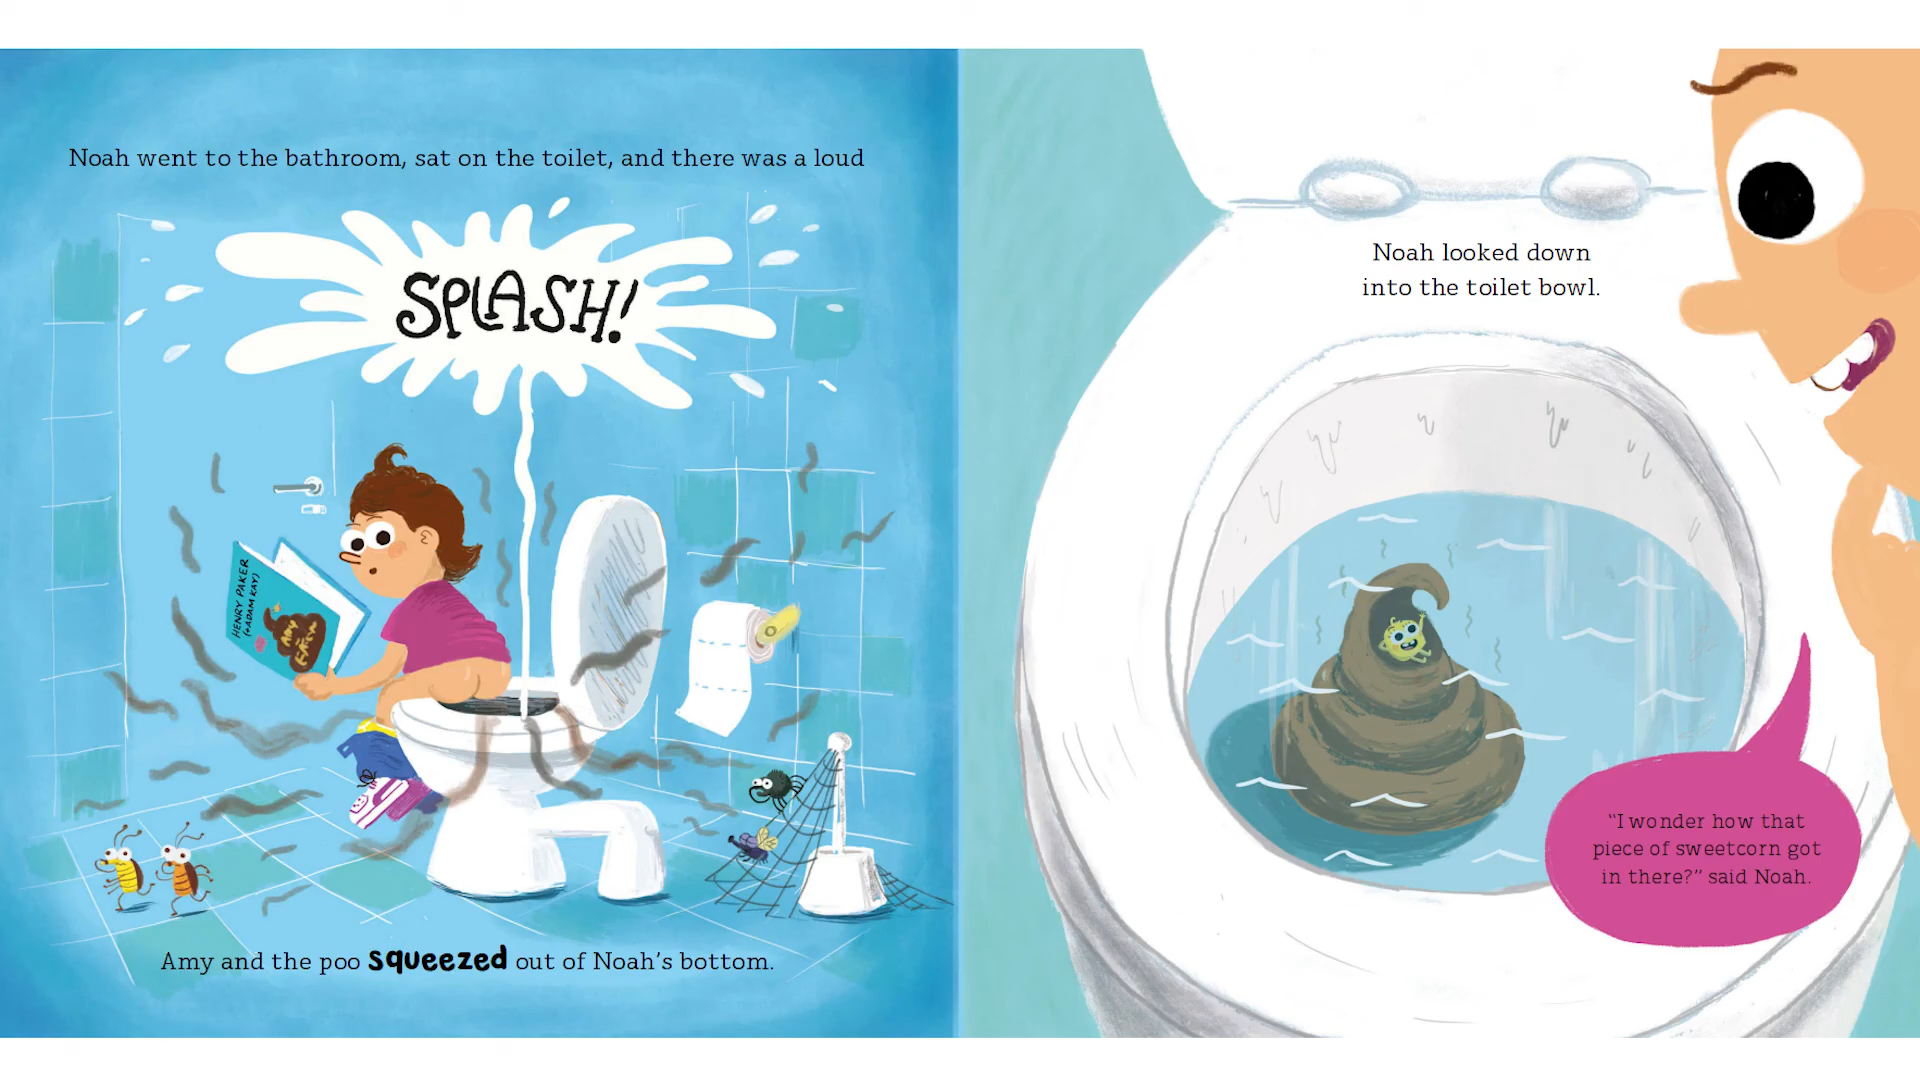 Noah went to the bathroom, sat on the toilet, and there was a loud
SPLASH!
HENRY PAKER
(+ADAM KAY)
Amy
Amy and the poo squeezed out of Noah's bottom.
Noah looked down
into the toilet bowl.
“I wonder how that
piece of sweetcorn got
in there?” said Noah.